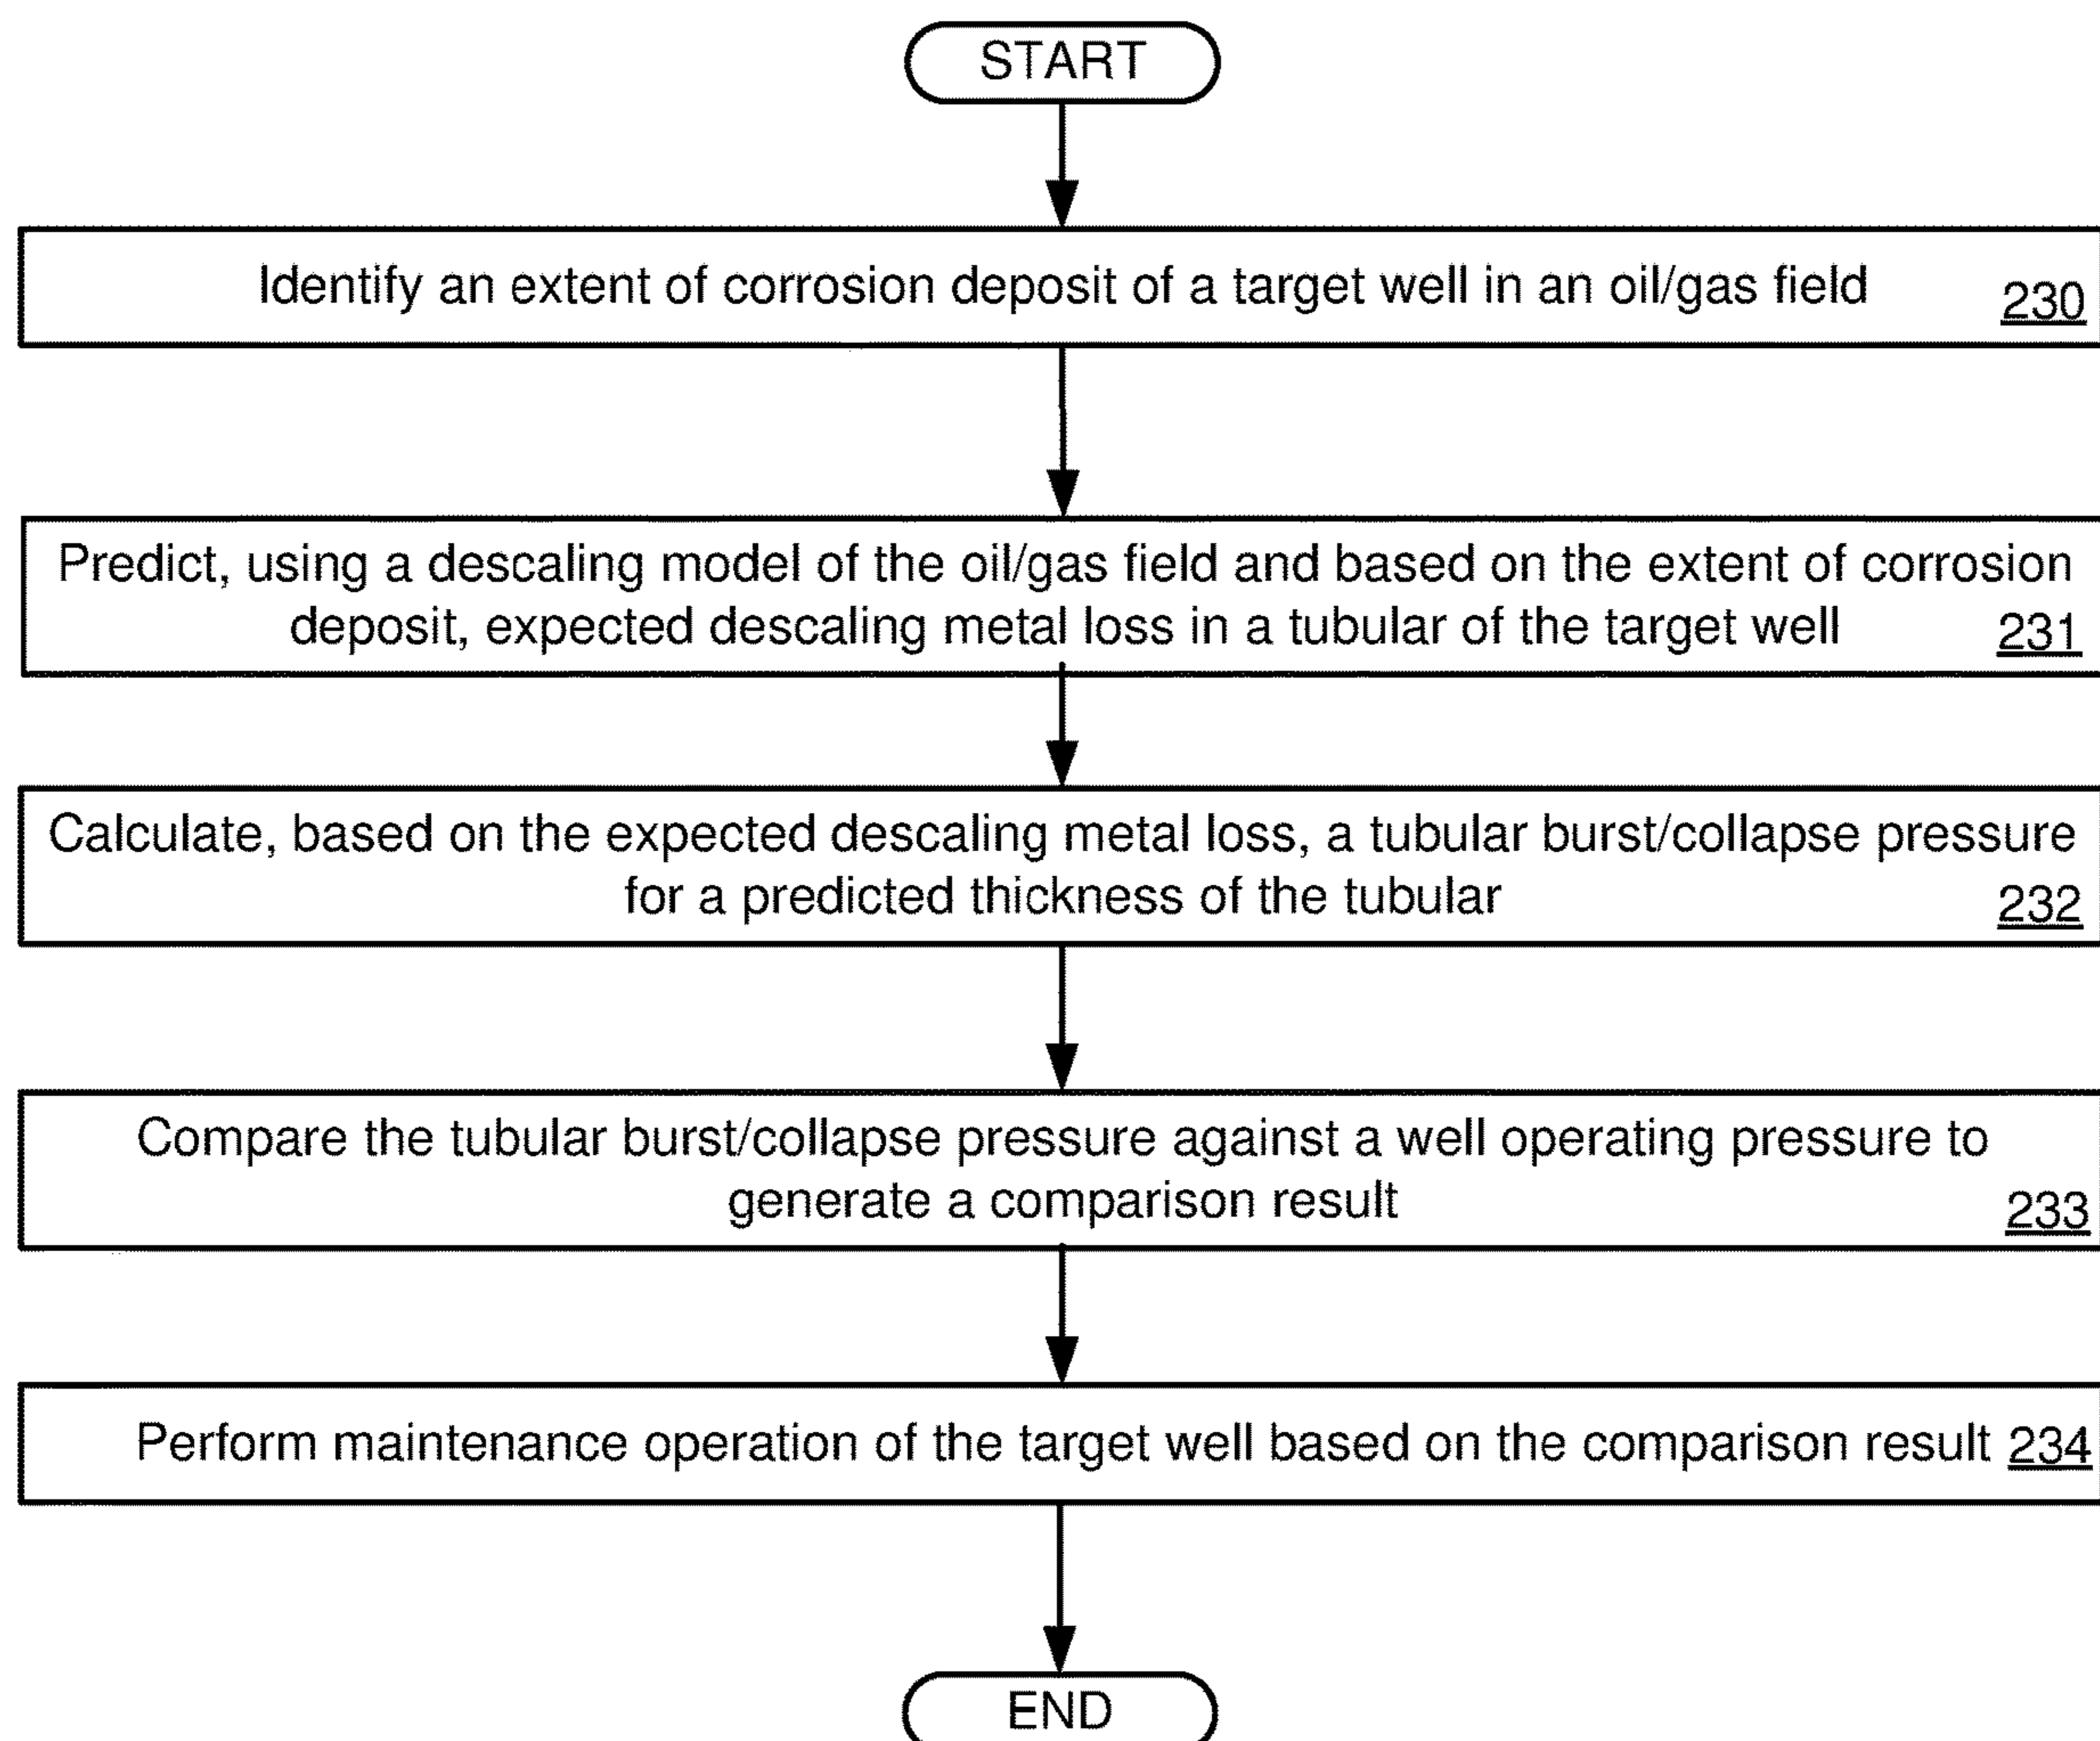 START
Identify an extent of corrosion deposit of a target well in an oil/gas field 230
Predict, using a descaling model of the oil/gas field and based on the extent of corrosion
deposit, expected descaling metal loss in a tubular of the target well 231
Calculate, based on the expected descaling metal loss, a tubular burst/collapse pressure
for a predicted thickness of the tubular 232
Compare the tubular burst/collapse pressure against a well operating pressure to
generate a comparison result 233
Perform maintenance operation of the target well based on the comparison result 234
END